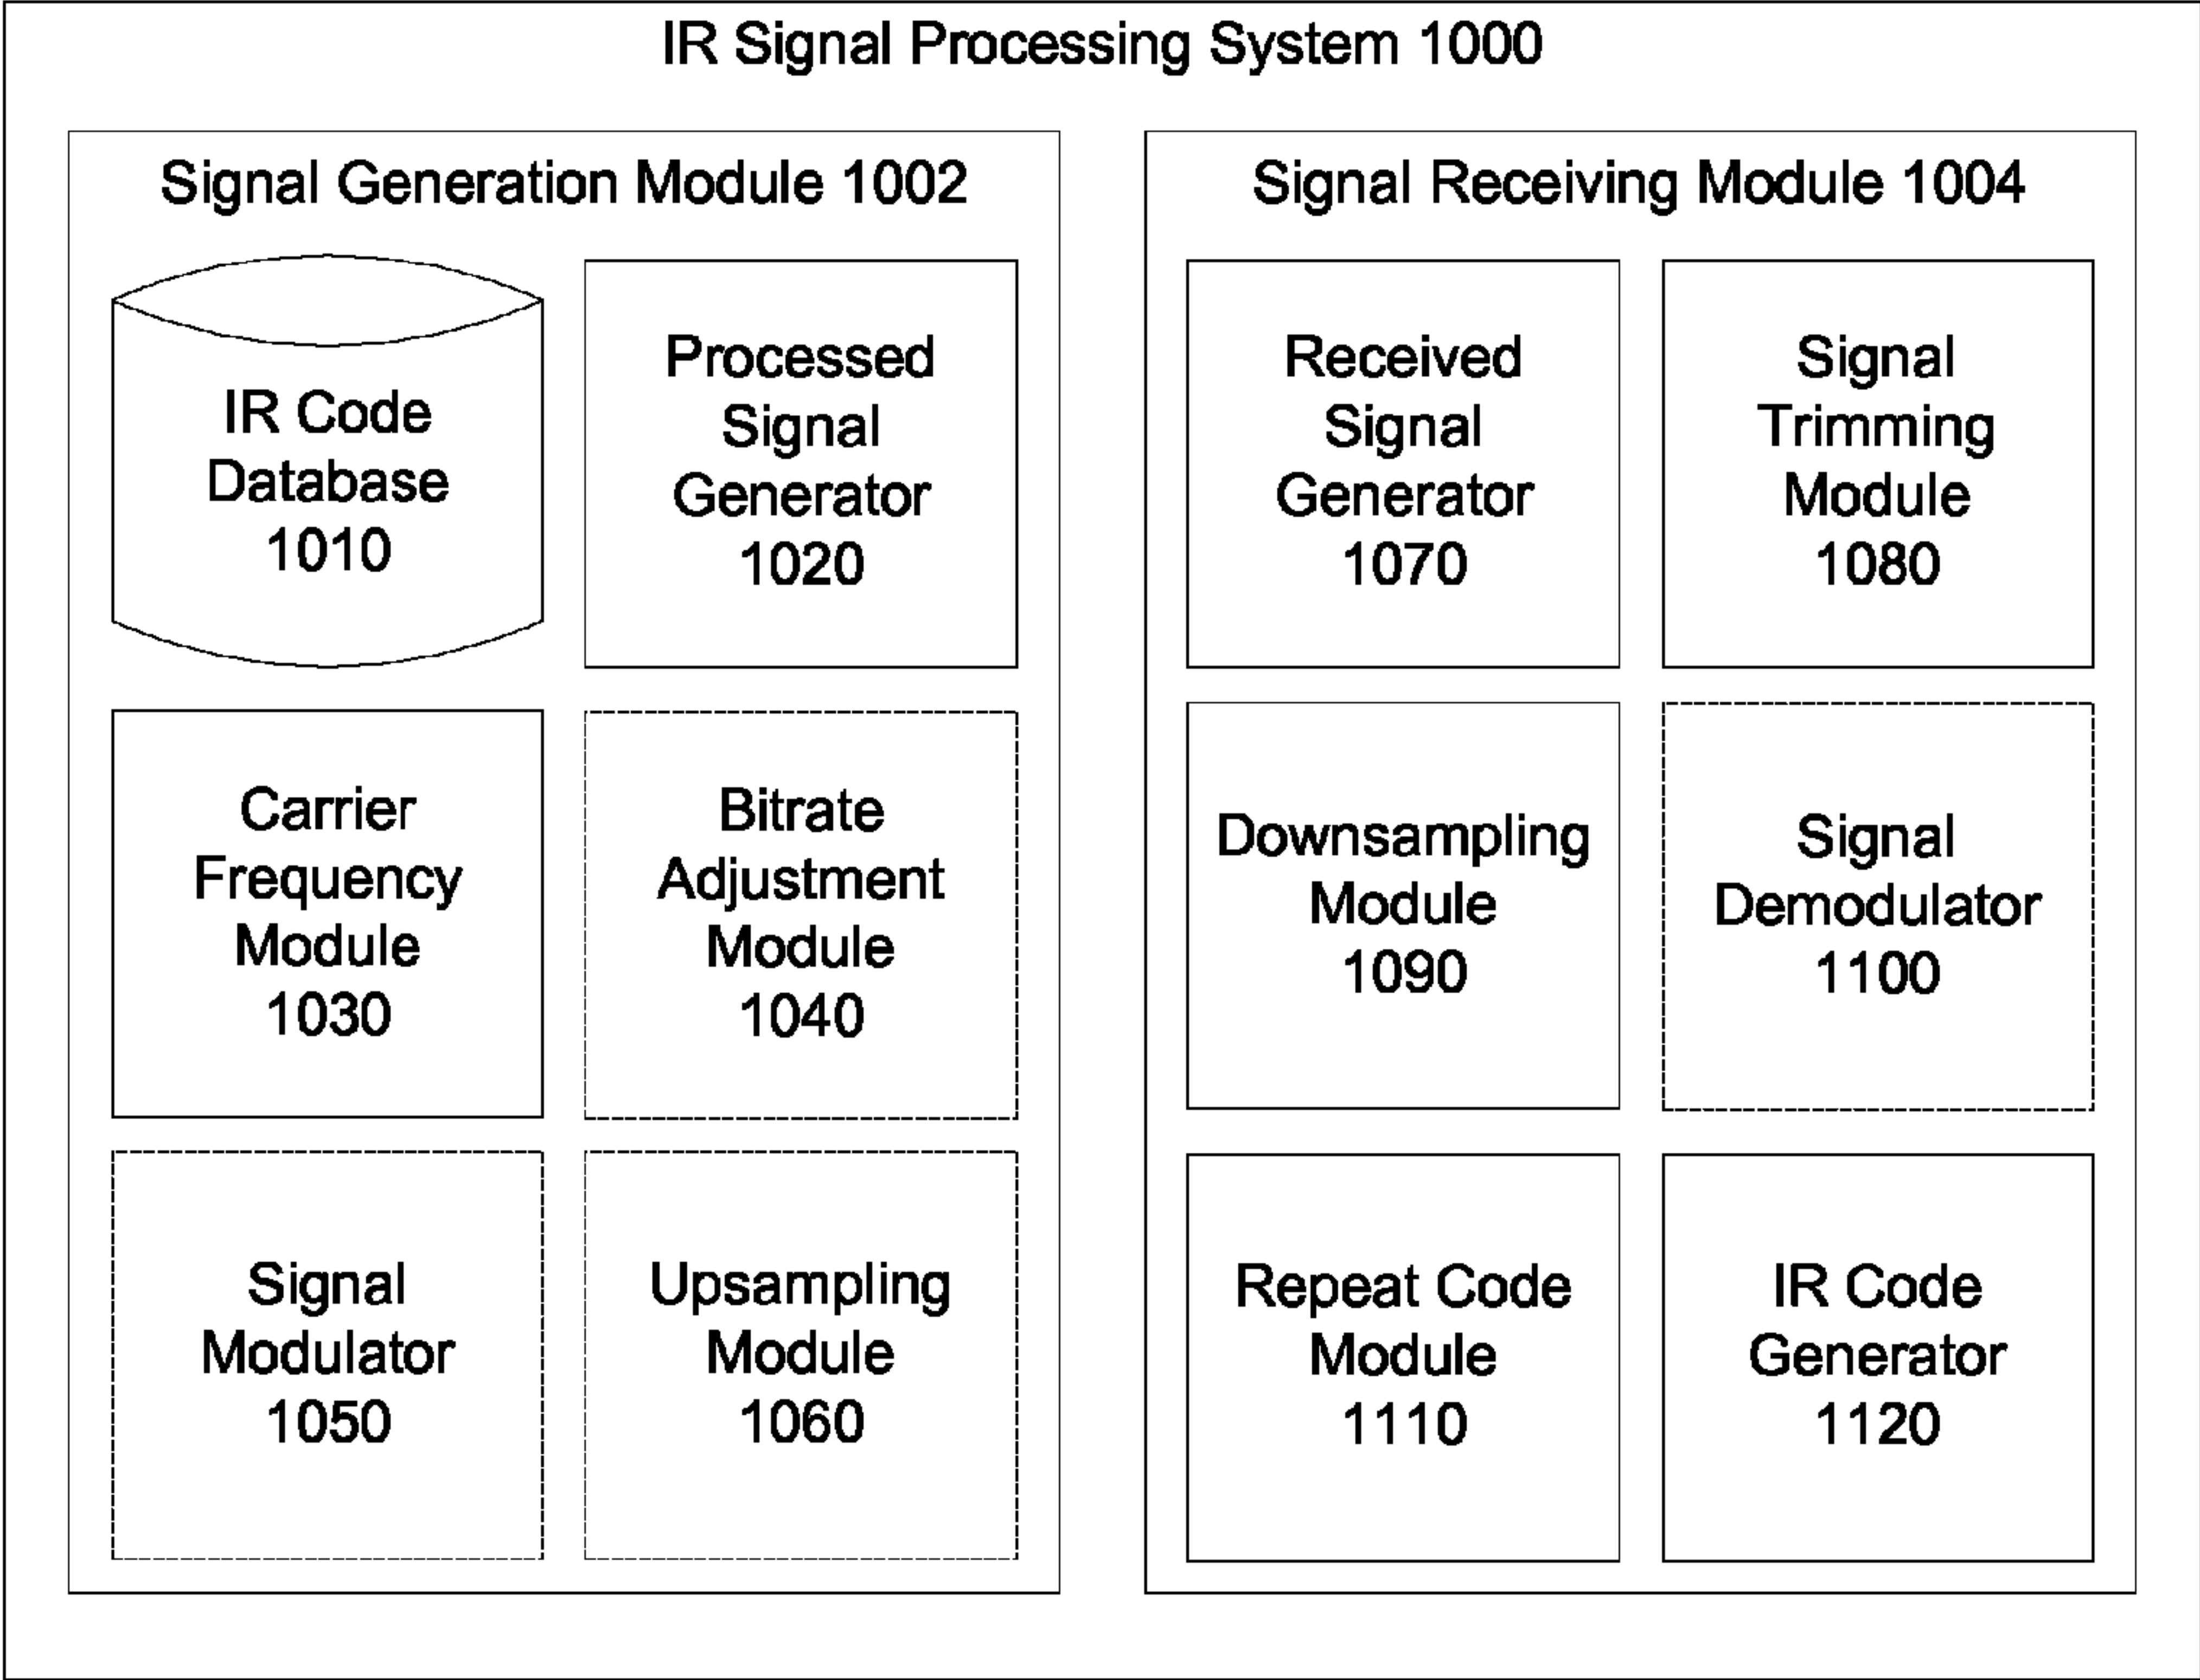 IR Signal Processing System 1000
Signal Generation Module 1002
IR Code
Database
1010
Processed
Signal
Generator
1020
Carrier
Frequency
Module
1030
Bitrate
Adjustment
Module
1040
Signal
Modulator
1050
Upsampling
Module
1060
Signal Receiving Module 1004
Received
Signal
Generator
1070
Signal
Trimming
Module
1080
Downsampling
Module
1090
Signal
Demodulator
1100
Repeat Code
Module
1110
IR Code
Generator
1120